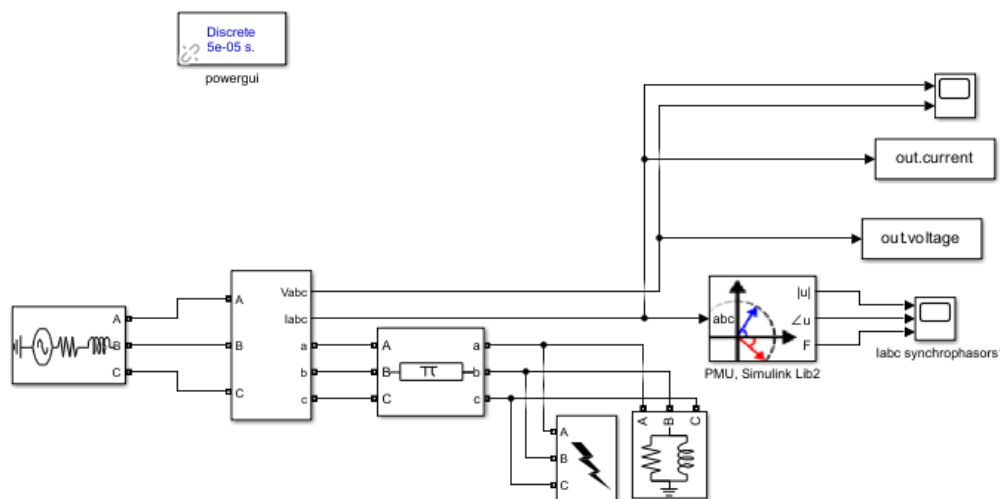 Discrete
5e-05 s.
powergui
out.current
out.voltage
A
B
C
A
B
C
Vabc
Iabc
a
b
c
A
B
C
π
a
b
c
abc
|u|
∠u
F
PMU, Simulink Lib2
Iabc synchrophasors
A
B
C
A
B
C